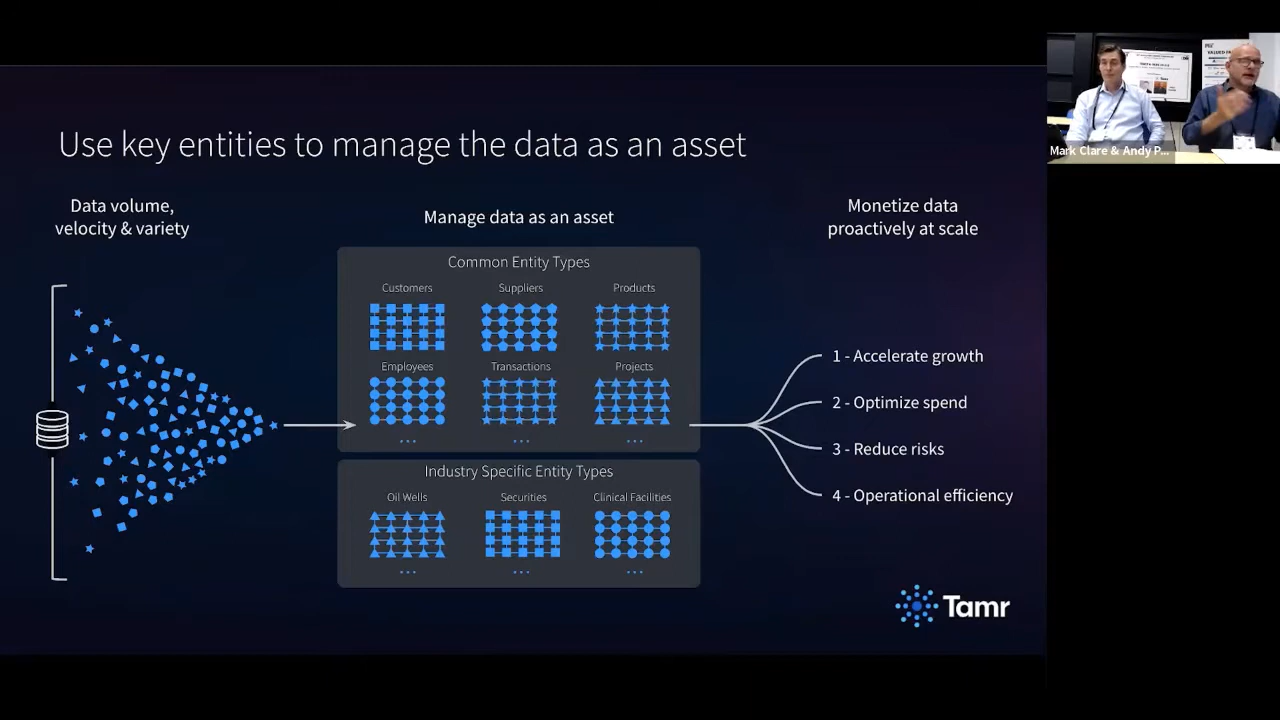 Use key entities to manage the data as an asset
Data volume,
velocity & variety
Manage data as an asset
Common Entity Types
Customers
Suppliers
Products
Employees
Transactions
Projects
...
...
...
Industry Specific Entity Types
Oil Wells
Securities
Clinical Facilities
...
...
...
Monetize data
proactively at scale
1 - Accelerate growth
2 - Optimize spend
3 - Reduce risks
4 - Operational efficiency
Tamr
Mark Clare & Andy P...